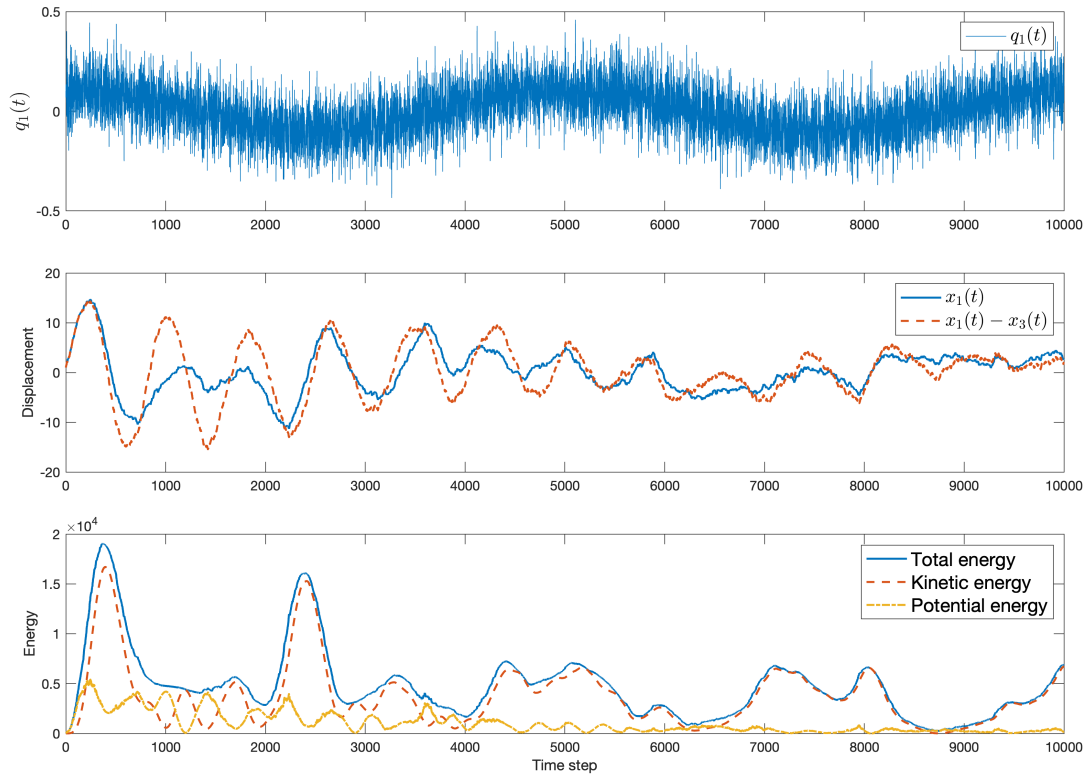 0.5
0
-0.5
q₁(t)
q₁(t)
0 1000 2000 3000 4000 5000 6000 7000 8000 9000 10000
20
10
0
-10
-20
Displacement
x₁(t)
x₁(t) − x₃(t)
0 1000 2000 3000 4000 5000 6000 7000 8000 9000 10000
×10⁴
2
1.5
1
0.5
0
Energy
Total energy
Kinetic energy
Potential energy
0 1000 2000 3000 4000 5000 6000 7000 8000 9000 10000
Time step